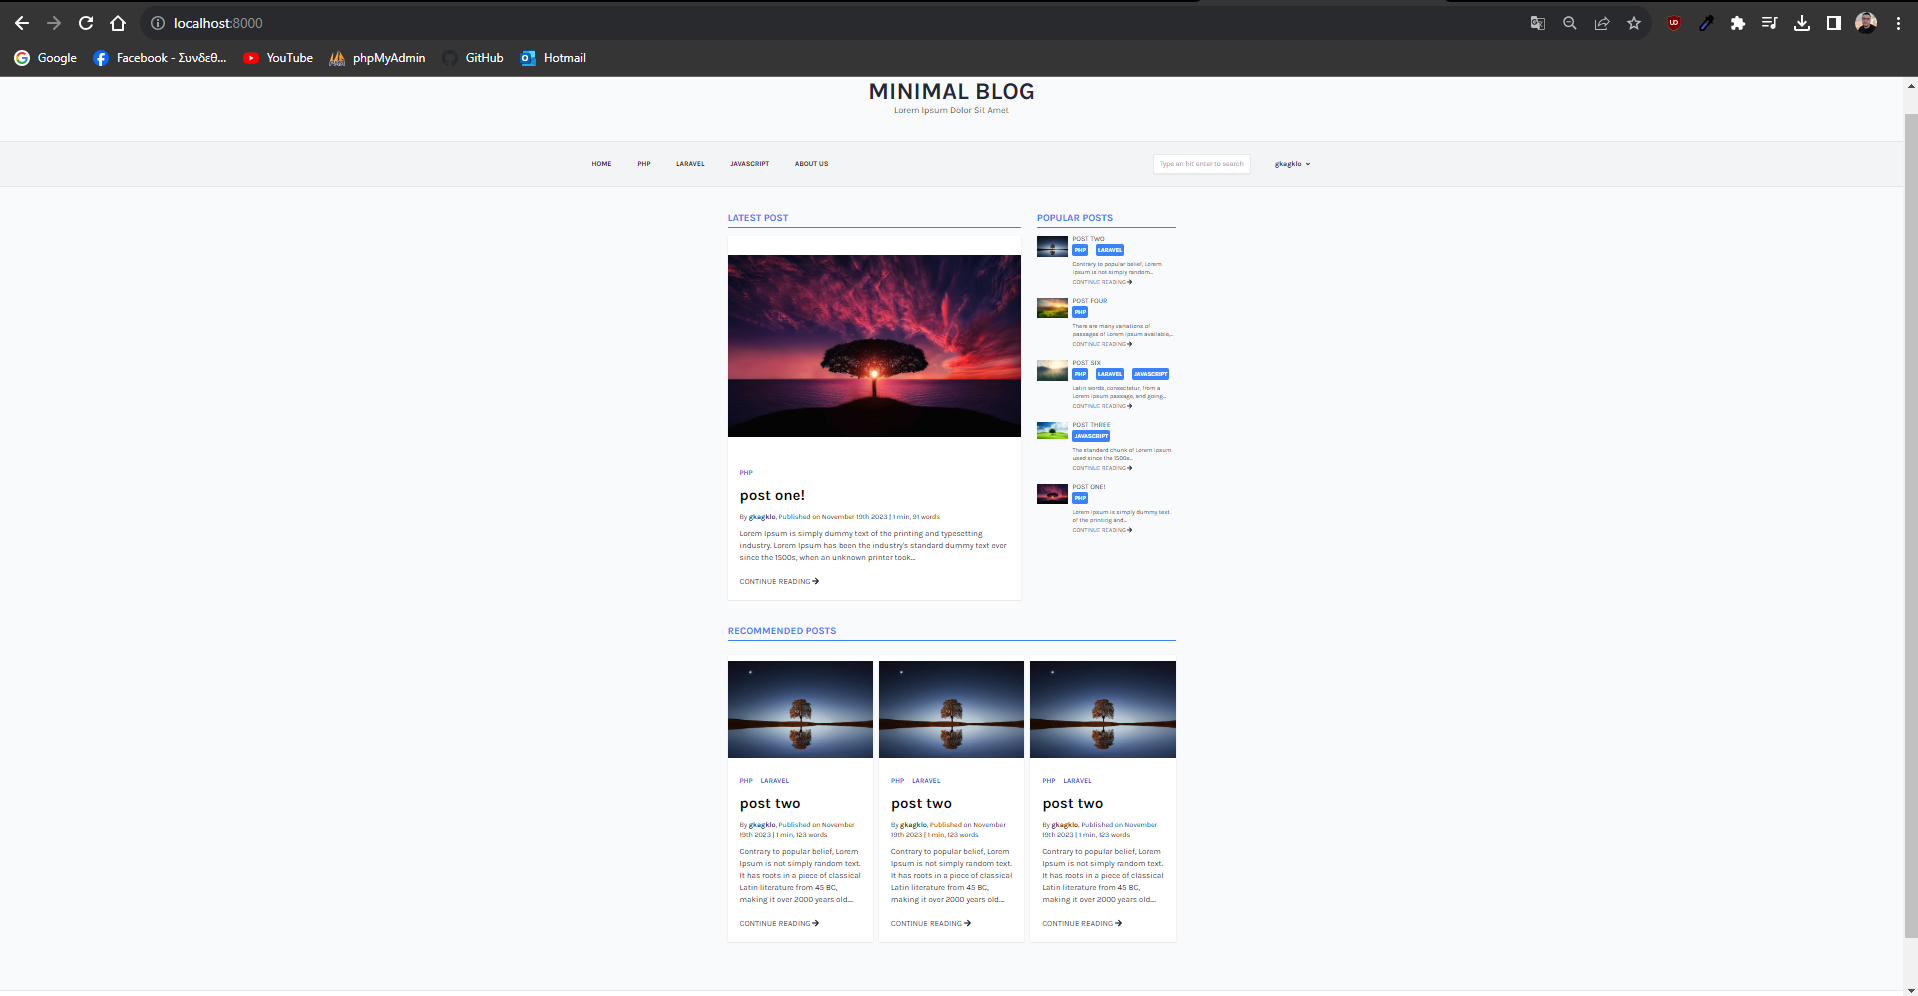 localhost:8000
Google
Facebook - Συνδεθ...
YouTube
phpMyAdmin
GitHub
Hotmail
MINIMAL BLOG
Lorem Ipsum Dolor Sit Amet
HOME PHP LARAVEL JAVASCRIPT ABOUT US
Type an hit enter to search
gkagklo
LATEST POST
PHP
post one!
By gkagklo, Published on November 19th 2023 | 1 min, 91 words
Lorem Ipsum is simply dummy text of the printing and typesetting
industry. Lorem Ipsum has been the industry's standard dummy text ever
since the 1500s, when an unknown printer took...
CONTINUE READING
POPULAR POSTS
POST TWO
PHP LARAVEL
Contrary to popular belief, Lorem
Ipsum is not simply random...
CONTINUE READING
POST FOUR
PHP
There are many variations of
passages of Lorem Ipsum available,...
CONTINUE READING
POST SIX
PHP LARAVEL JAVASCRIPT
Latin words, consectetur, from a
Lorem Ipsum passage, and going...
CONTINUE READING
POST THREE
JAVASCRIPT
The standard chunk of Lorem Ipsum
used since the 1500s...
CONTINUE READING
POST ONE!
PHP
Lorem Ipsum is simply dummy text
of the printing and...
CONTINUE READING
RECOMMENDED POSTS
PHP LARAVEL
post two
By gkagklo, Published on November
19th 2023 | 1 min, 123 words
Contrary to popular belief, Lorem
Ipsum is not simply random text.
It has roots in a piece of classical
Latin literature from 45 BC,
making it over 2000 years old....
CONTINUE READING
PHP LARAVEL
post two
By gkagklo, Published on November
19th 2023 | 1 min, 123 words
Contrary to popular belief, Lorem
Ipsum is not simply random text.
It has roots in a piece of classical
Latin literature from 45 BC,
making it over 2000 years old....
CONTINUE READING
PHP LARAVEL
post two
By gkagklo, Published on November
19th 2023 | 1 min, 123 words
Contrary to popular belief, Lorem
Ipsum is not simply random text.
It has roots in a piece of classical
Latin literature from 45 BC,
making it over 2000 years old....
CONTINUE READING